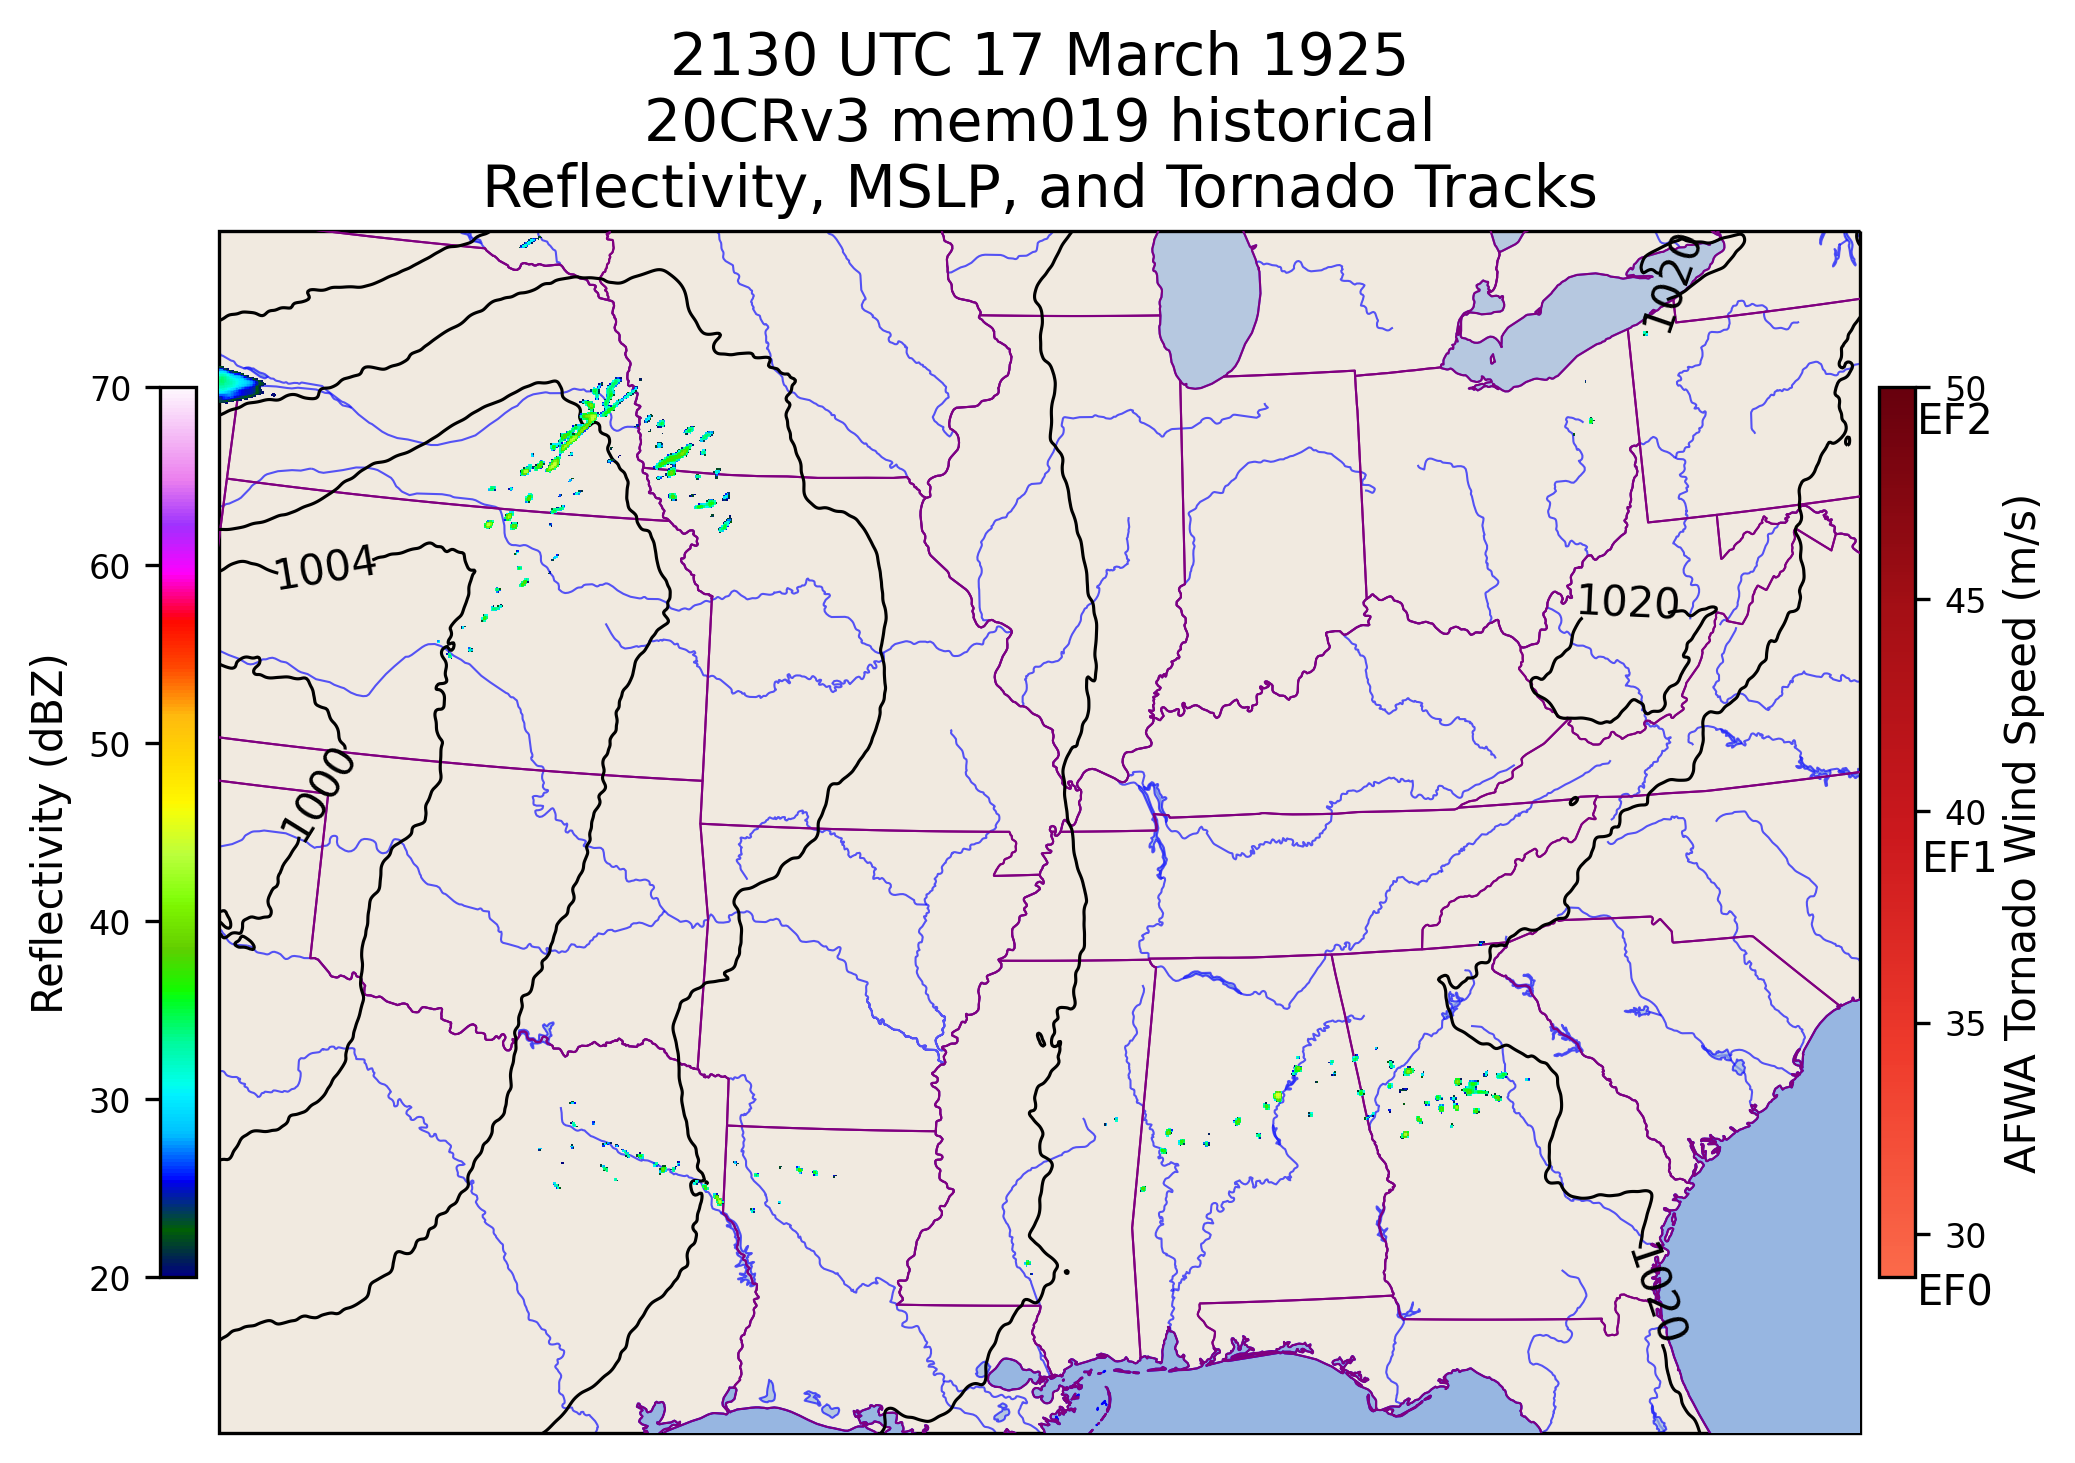 2130 UTC 17 March 1925
20CRv3 mem019 historical
Reflectivity, MSLP, and Tornado Tracks
1020
1004
1020
1000
1020
70
60
50
40
30
20
Reflectivity (dBZ)
50
EF2
45
40
EF1
35
30
EF0
AFWA Tornado Wind Speed (m/s)